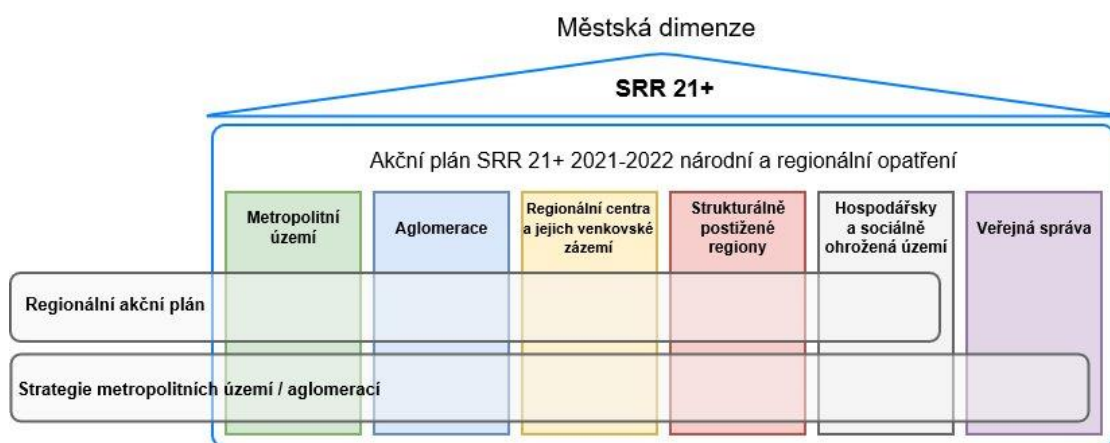 Městská dimenze
SRR 21+
Akční plán SRR 21+ 2021-2022 národní a regionální opatření
Metropolitní
území
Aglomerace
Regionální centra
a jejich venkovské
zázemí
Strukturálně
postižené
regiony
Hospodářsky
a sociálně
ohrožená území
Veřejná správa
Regionální akční plán
Strategie metropolitních území / aglomerací